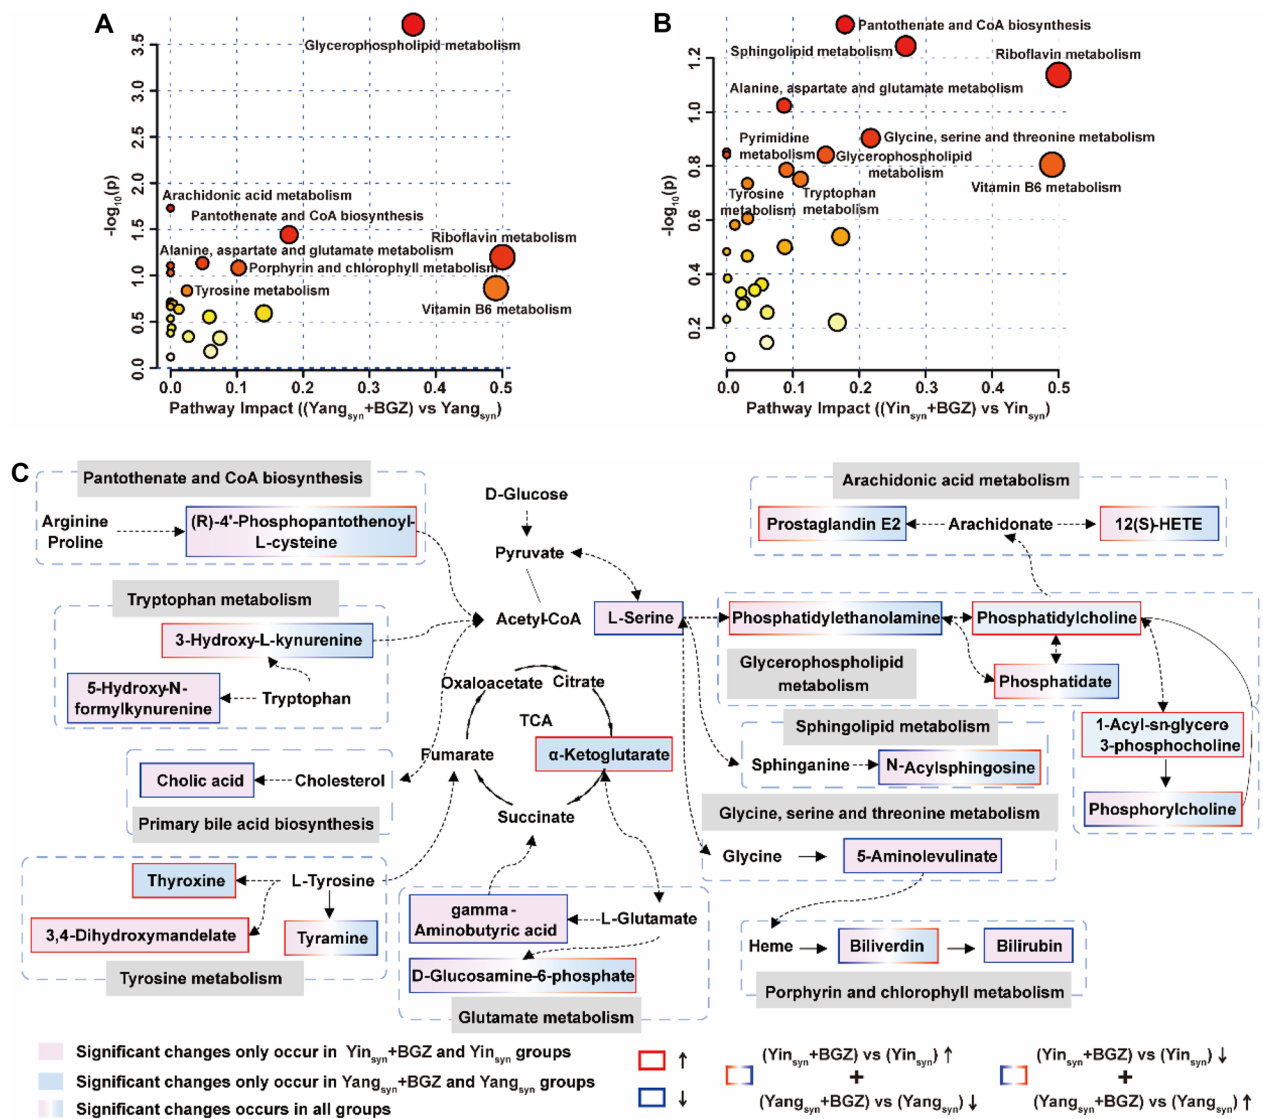 A
Glycerophospholipid metabolism
3.5
3.0
2.5
2.0
1.5
1.0
0.5
0.0
-log10(p)
Arachidonic acid metabolism
Pantothenate and CoA biosynthesis
Riboflavin metabolism
Alanine, aspartate and glutamate metabolism
Porphyrin and chlorophyll metabolism
Tyrosine metabolism
Vitamin B6 metabolism
0.0 0.1 0.2 0.3 0.4 0.5
Pathway Impact ((Yangsyn+BGZ) vs Yangsyn)
B
Pantothenate and CoA biosynthesis
Sphingolipid metabolism
Riboflavin metabolism
Alanine, aspartate and glutamate metabolism
Glycine, serine and threonine metabolism
Pyrimidine
metabolism
Glycerophospholipid
metabolism
Vitamin B6 metabolism
Tyrosine
metabolism
Tryptophan
metabolism
1.2
1.0
0.8
0.6
0.4
0.2
-log10(p)
0.0 0.1 0.2 0.3 0.4 0.5
Pathway Impact ((Yinsyn+BGZ) vs Yinsyn)
C
Pantothenate and CoA biosynthesis
Arginine
Proline
(R)-4'-Phosphopantothenoyl-
L-cysteine
Tryptophan metabolism
3-Hydroxy-L-kynurenine
5-Hydroxy-N-
formylkynurenine
Tryptophan
Cholic acid
Cholesterol
Primary bile acid biosynthesis
Thyroxine
L-Tyrosine
3,4-Dihydroxymandelate
Tyramine
Tyrosine metabolism
D-Glucose
Pyruvate
Acetyl-CoA
L-Serine
Oxaloacetate
Citrate
TCA
Fumarate
α-Ketoglutarate
Succinate
gamma-
Aminobutyric acid
L-Glutamate
D-Glucosamine-6-phosphate
Glutamate metabolism
Arachidonic acid metabolism
Prostaglandin E2
Arachidonate
12(S)-HETE
Phosphatidylethanolamine
Phosphatidylcholine
Glycerophospholipid
metabolism
Phosphatidate
Sphingolipid metabolism
1-Acyl-sn-glycero-
3-phosphocholine
Sphinganine
N-Acylsphingosine
Phosphorylcholine
Glycine, serine and threonine metabolism
Glycine
5-Aminolevulinate
Heme
Biliverdin
Bilirubin
Porphyrin and chlorophyll metabolism
Significant changes only occur in Yinsyn+BGZ and Yinsyn groups
Significant changes only occur in Yangsyn+BGZ and Yangsyn groups
Significant changes occurs in all groups
↑
↓
(Yinsyn+BGZ) vs (Yinsyn) ↑
+
(Yangsyn+BGZ) vs (Yangsyn) ↓
(Yinsyn+BGZ) vs (Yinsyn) ↓
+
(Yangsyn+BGZ) vs (Yangsyn) ↑